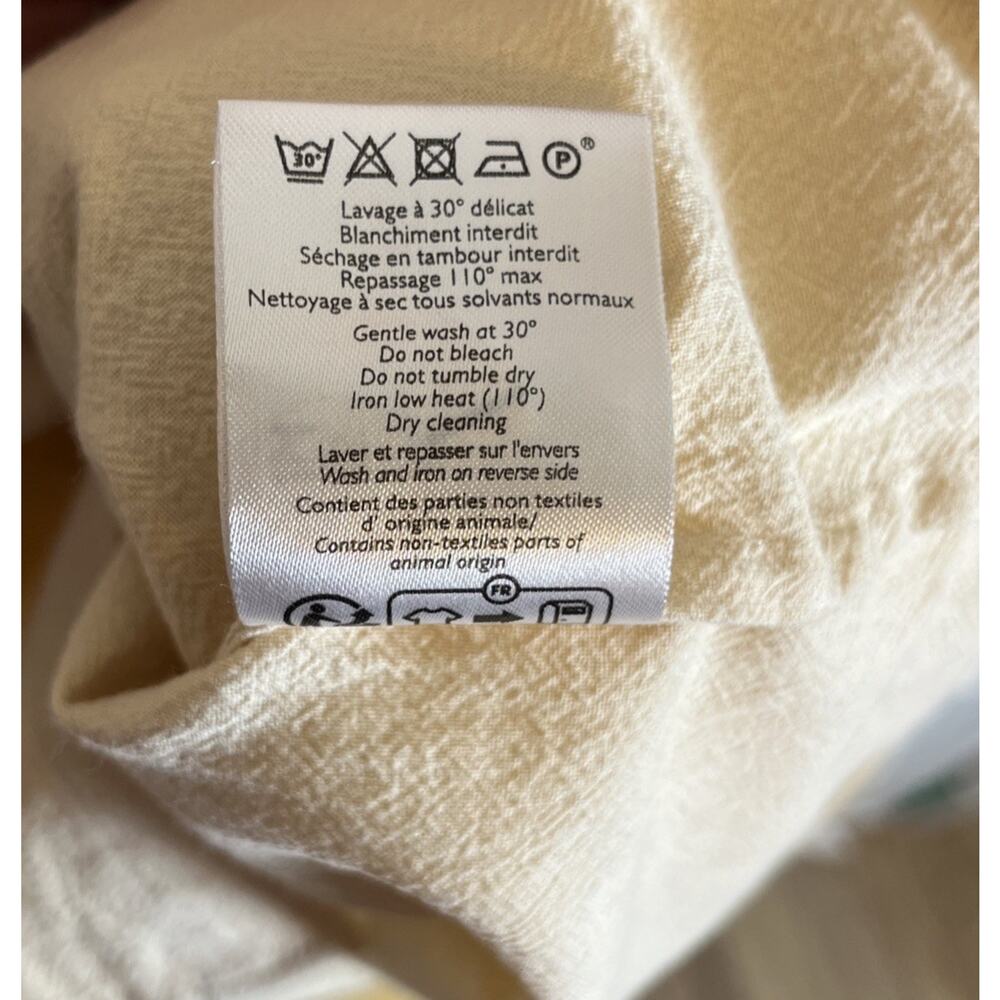 30°
P®
Lavage à 30° délicat
Blanchiment interdit
Séchage en tambour interdit
Repassage 110° max
Nettoyage à sec tous solvants normaux
Gentle wash at 30°
Do not bleach
Do not tumble dry
Iron low heat (110°)
Dry cleaning
Laver et repasser sur l'envers
Wash and iron on reverse side
Contient des parties non textiles
d' origine animale/
Contains non-textiles parts of
animal origin
FR